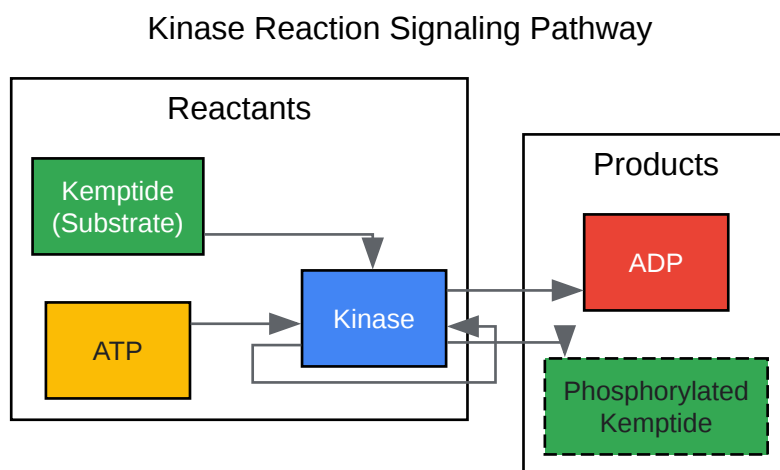 Kinase Reaction Signaling Pathway
Reactants
Kemptide
(Substrate)
ATP
Kinase
Products
ADP
Phosphorylated
Kemptide